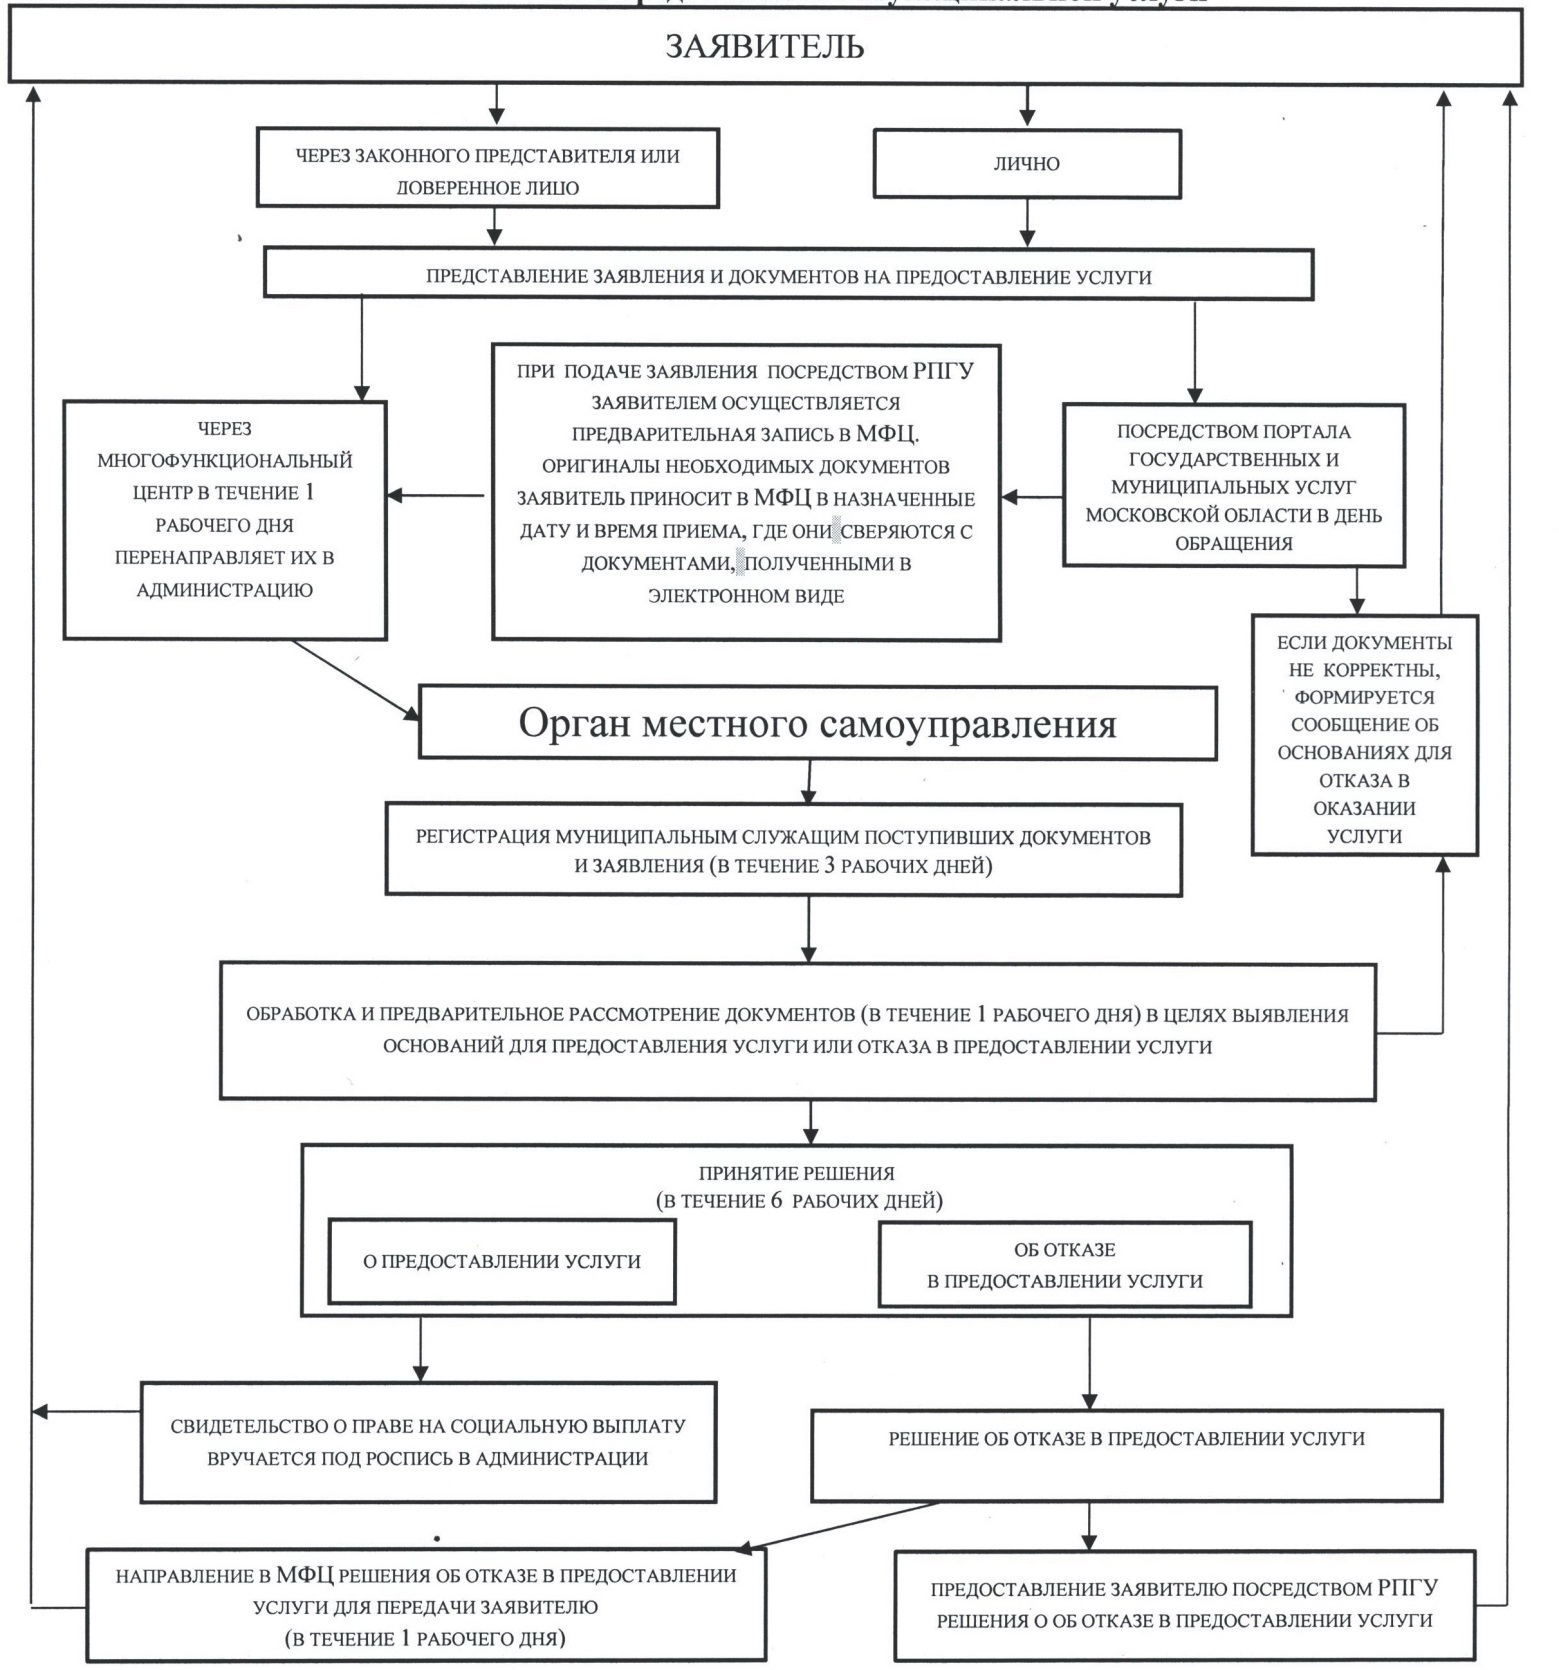 ЗАЯВИТЕЛЬ
ЧЕРЕЗ ЗАКОННОГО ПРЕДСТАВИТЕЛЯ ИЛИ
ДОВЕРЕННОЕ ЛИЦО
ЛИЧНО
ПРЕДСТАВЛЕНИЕ ЗАЯВЛЕНИЯ И ДОКУМЕНТОВ НА ПРЕДОСТАВЛЕНИЕ УСЛУГИ
ЧЕРЕЗ
МНОГОФУНКЦИОНАЛЬНЫЙ
ЦЕНТР В ТЕЧЕНИЕ 1
РАБОЧЕГО ДНЯ
ПЕРЕНАПРАВЛЯЕТ ИХ В
АДМИНИСТРАЦИЮ
ПРИ ПОДАЧЕ ЗАЯВЛЕНИЯ ПОСРЕДСТВОМ РПГУ
ЗАЯВИТЕЛЕМ ОСУЩЕСТВЛЯЕТСЯ
ПРЕДВАРИТЕЛЬНАЯ ЗАПИСЬ В МФЦ.
ОРИГИНАЛЫ НЕОБХОДИМЫХ ДОКУМЕНТОВ
ЗАЯВИТЕЛЬ ПРИНОСИТ В МФЦ В НАЗНАЧЕННЫЕ
ДАТУ И ВРЕМЯ ПРИЕМА, ГДЕ ОНИ СВЕРЯЮТСЯ С
ДОКУМЕНТАМИ, ПОЛУЧЕННЫМИ В
ЭЛЕКТРОННОМ ВИДЕ
ПОСРЕДСТВОМ ПОРТАЛА
ГОСУДАРСТВЕННЫХ И
МУНИЦИПАЛЬНЫХ УСЛУГ
МОСКОВСКОЙ ОБЛАСТИ В ДЕНЬ
ОБРАЩЕНИЯ
ЕСЛИ ДОКУМЕНТЫ
НЕ КОРРЕКТНЫ,
ФОРМИРУЕТСЯ
СООБЩЕНИЕ ОБ
ОСНОВАНИЯХ ДЛЯ
ОТКАЗА В
ОКАЗАНИИ
УСЛУГИ
Орган местного самоуправления
РЕГИСТРАЦИЯ МУНИЦИПАЛЬНЫМ СЛУЖАЩИМ ПОСТУПИВШИХ ДОКУМЕНТОВ
И ЗАЯВЛЕНИЯ (В ТЕЧЕНИЕ 3 РАБОЧИХ ДНЕЙ)
ОБРАБОТКА И ПРЕДВАРИТЕЛЬНОЕ РАССМОТРЕНИЕ ДОКУМЕНТОВ (В ТЕЧЕНИЕ 1 РАБОЧЕГО ДНЯ) В ЦЕЛЯХ ВЫЯВЛЕНИЯ
ОСНОВАНИЙ ДЛЯ ПРЕДОСТАВЛЕНИЯ УСЛУГИ ИЛИ ОТКАЗА В ПРЕДОСТАВЛЕНИИ УСЛУГИ
ПРИНЯТИЕ РЕШЕНИЯ
(В ТЕЧЕНИЕ 6 РАБОЧИХ ДНЕЙ)
О ПРЕДОСТАВЛЕНИИ УСЛУГИ
ОБ ОТКАЗЕ
В ПРЕДОСТАВЛЕНИИ УСЛУГИ
СВИДЕТЕЛЬСТВО О ПРАВЕ НА СОЦИАЛЬНУЮ ВЫПЛАТУ
ВРУЧАЕТСЯ ПОД РОСПИСЬ В АДМИНИСТРАЦИИ
РЕШЕНИЕ ОБ ОТКАЗЕ В ПРЕДОСТАВЛЕНИИ УСЛУГИ
НАПРАВЛЕНИЕ В МФЦ РЕШЕНИЯ ОБ ОТКАЗЕ В ПРЕДОСТАВЛЕНИИ
УСЛУГИ ДЛЯ ПЕРЕДАЧИ ЗАЯВИТЕЛЮ
(В ТЕЧЕНИЕ 1 РАБОЧЕГО ДНЯ)
ПРЕДОСТАВЛЕНИЕ ЗАЯВИТЕЛЮ ПОСРЕДСТВОМ РПГУ
РЕШЕНИЯ О ОБ ОТКАЗЕ В ПРЕДОСТАВЛЕНИИ УСЛУГИ